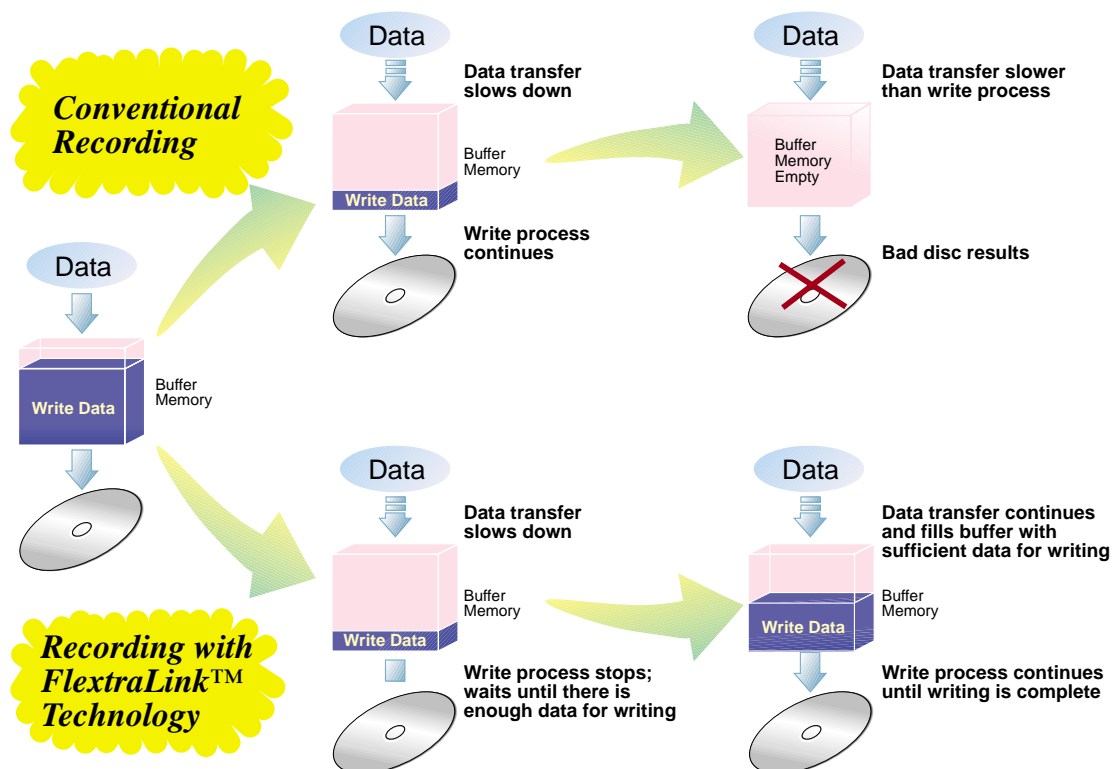 Conventional
Recording
Data
Data transfer
slows down
Buffer
Memory
Write Data
Write process
continues
Data
Data transfer slower
than write process
Buffer
Memory
Empty
Bad disc results
Data
Write Data
Buffer
Memory
Recording with
FlextraLink™
Technology
Data
Data transfer
slows down
Buffer
Memory
Write Data
Write process stops;
waits until there is
enough data for writing
Data
Data transfer continues
and fills buffer with
sufficient data for writing
Buffer
Memory
Write Data
Write process continues
until writing is complete